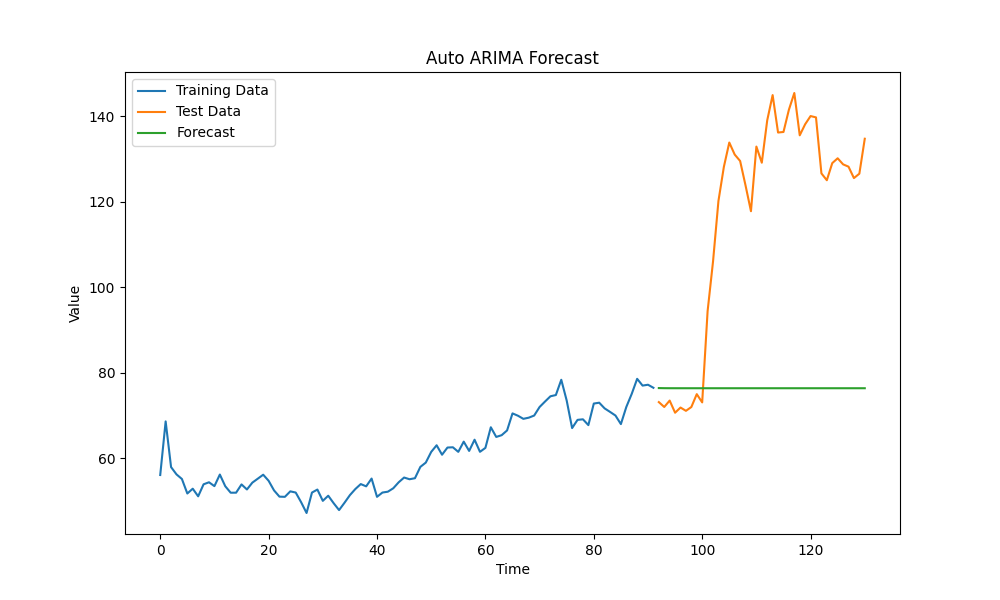 Auto ARIMA Forecast
Training Data
Test Data
Forecast
Value
140
120
100
80
60
0 20 40 60 80 100 120
Time